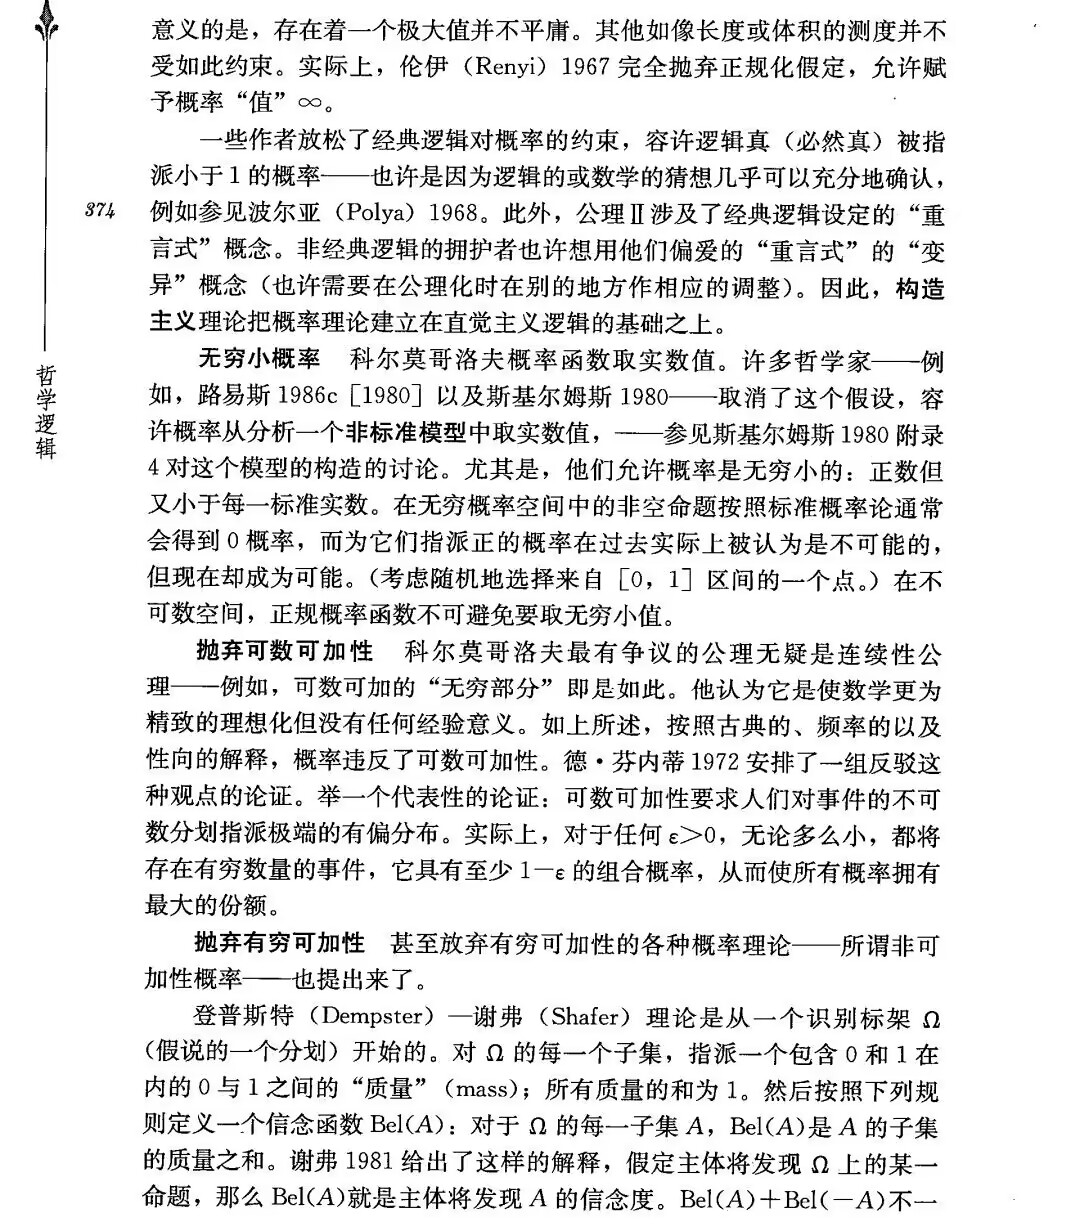 意义的是，存在着一个极大值并不平庸。其他如像长度或体积的测度并不
受如此约束。实际上，伦伊（Renyi）1967 完全抛弃正规化假定，允许赋
予概率“值”∞。
一些作者放松了经典逻辑对概率的约束，容许逻辑真（必然真）被指
派小于 1 的概率——也许是因为逻辑的或数学的猜想几乎可以充分地确认，
374
例如参见波尔亚（Polya）1968。此外，公理Ⅱ涉及了经典逻辑设定的“重
言式”概念。非经典逻辑的拥护者也许想用他们偏爱的“重言式”的“变
异”概念（也许需要在公理化时在别的地方作相应的调整）。因此，构造
主义理论把概率理论建立在直觉主义逻辑的基础之上。
哲学逻辑
无穷小概率　科尔莫哥洛夫概率函数取实数值。许多哲学家——例
如，路易斯 1986c［1980］以及斯基尔姆斯 1980——取消了这个假设，容
许概率从分析一个非标准模型中取实数值，——参见斯基尔姆斯 1980 附录
4 对这个模型的构造的讨论。尤其是，他们允许概率是无穷小的：正数但
又小于每一标准实数。在无穷概率空间中的非空命题按照标准概率论通常
会得到 0 概率，而为它们指派正的概率在过去实际上被认为是不可能的，
但现在却成为可能。（考虑随机地选择来自［0，1］区间的一个点。）在不
可数空间，正规概率函数不可避免要取无穷小值。
抛弃可数可加性　科尔莫哥洛夫最有争议的公理无疑是连续性公
理——例如，可数可加的“无穷部分”即是如此。他认为它是使数学更为
精致的理想化但没有任何经验意义。如上所述，按照古典的、频率的以及
性向的解释，概率违反了可数可加性。德·芬内蒂 1972 安排了一组反驳这
种观点的论证。举一个代表性的论证：可数可加性要求人们对事件的不可
数分划指派极端的有偏分布。实际上，对于任何 ε＞0，无论多么小，都将
存在有穷数量的事件，它具有至少 1－ε 的组合概率，从而使所有概率拥有
最大的份额。
抛弃有穷可加性　甚至放弃有穷可加性的各种概率理论——所谓非可
加性概率——也提出来了。
登普斯特（Dempster）—谢弗（Shafer）理论是从一个识别标架 Ω
（假说的一个分划）开始的。对 Ω 的每一个子集，指派一个包含 0 和 1 在
内的 0 与 1 之间的“质量”（mass）；所有质量的和为 1。然后按照下列规
则定义一个信念函数 Bel(A)：对于 Ω 的每一子集 A，Bel(A)是 A 的子集
的质量之和。谢弗 1981 给出了这样的解释，假定主体将发现 Ω 上的某一
命题，那么 Bel(A)就是主体将发现 A 的信念度。Bel(A)＋Bel(－A)不一